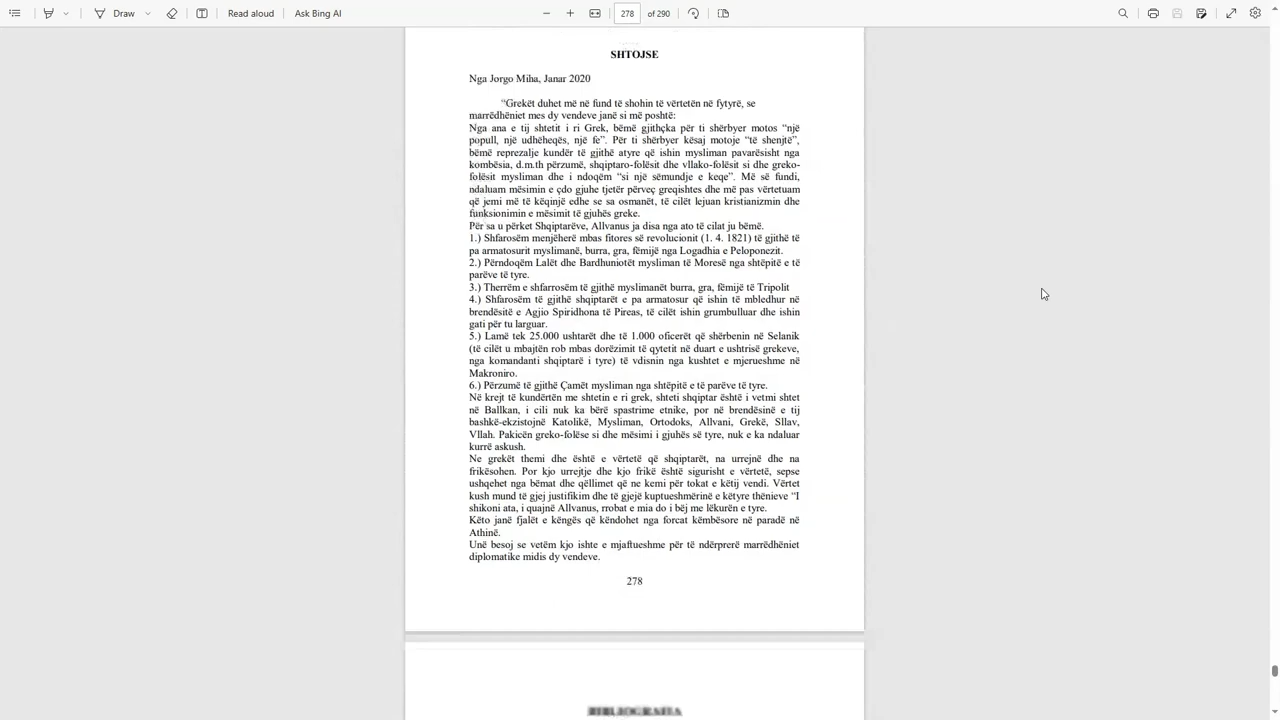 Draw
Read aloud
Ask Bing AI
278 of 290
SHTOJSE
Nga Jorgo Miha, Janar 2020
“Grekët duhet më në fund të shohin të vërtetën në fytyrë, se
marrëdhëniet mes dy vendeve janë si më poshtë:
Nga ana e tij shtetit i ri Grek, bëmë gjithçka për ti shërbyer motos “një
popull, një udhëheqës, një fe”. Për ti shërbyer kësaj motoje “të shenjtë”,
bëmë reprezalje kundër të gjithë atyre që ishin mysliman pavarësisht nga
kombësia, d.m.th përzumë, shqiptaro-folësit dhe vllako-folësit si dhe greko-
folësit mysliman dhe i ndoqëm “si një sëmundje e keqe”. Më së fundi,
ndaluam mësimin e çdo gjuhe tjetër përveç greqishtes dhe më pas vërtetuam
që jemi më të këqinjë edhe se sa osmanët, të cilët lejuan kristianizmin dhe
funksionimin e mësimit të gjuhës greke.
Për sa u përket Shqiptarëve, Allvanus ja disa nga ato të cilat ju bëmë.
1.) Shfarosëm menjëherë mbas fitores së revolucionit (1. 4. 1821) të gjithë të
pa armatosurit myslimanë, burra, gra, fëmijë nga Logadhia e Peloponezit.
2.) Përndoqëm Lalët dhe Bardhuniotët mysliman të Moresë nga shtëpitë e të
parëve të tyre.
3.) Therrëm e shfarrosëm të gjithë myslimanët burra, gra, fëmijë të Tripolit
4.) Shfarosëm të gjithë shqiptarët e pa armatosur që ishin të mbledhur në
brendësitë e Agjio Spiridhona të Pireas, të cilët ishin grumbulluar dhe ishin
gati për tu larguar.
5.) Lamë tek 25.000 ushtarët dhe të 1.000 oficerët që shërbenin në Selanik
(të cilët u mbajtën rob mbas dorëzimit të qytetit në duart e ushtrisë grekeve,
nga komandanti shqiptarë i tyre) të vdisnin nga kushtet e mjerueshme në
Makroniro.
6.) Përzumë të gjithë Çamët mysliman nga shtëpitë e të parëve të tyre.
Në krejt të kundërtën me shtetin e ri grek, shteti shqiptar është i vetmi shtet
në Ballkan, i cili nuk ka bërë spastrime etnike, por në brendësinë e tij
bashkë-ekzistojnë Katolikë, Mysliman, Ortodoks, Allvani, Grekë, Sllav,
Vllah. Pakicën greko-folëse si dhe mësimi i gjuhës së tyre, nuk e ka ndaluar
kurrë askush.
Ne grekët themi dhe është e vërtetë që shqiptarët, na urrejnë dhe na
frikësohen. Por kjo urrejtje dhe kjo frikë është sigurisht e vërtetë, sepse
ushqehet nga bëmat dhe qëllimet që ne kemi për tokat e këtij vendi. Vërtet
kush mund të gjej justifikim dhe të gjejë kuptueshmërinë e këtyre thënieve “I
shikoni ata, i quajnë Allvanus, rrobat e mia do i bëj me lëkurën e tyre.
Këto janë fjalët e këngës që këndohet nga forcat këmbësore në paradë në
Athinë.
Unë besoj se vetëm kjo ishte e mjaftueshme për të ndërprerë marrëdhëniet
diplomatike midis dy vendeve.
278
BIBLIOGRAFIA